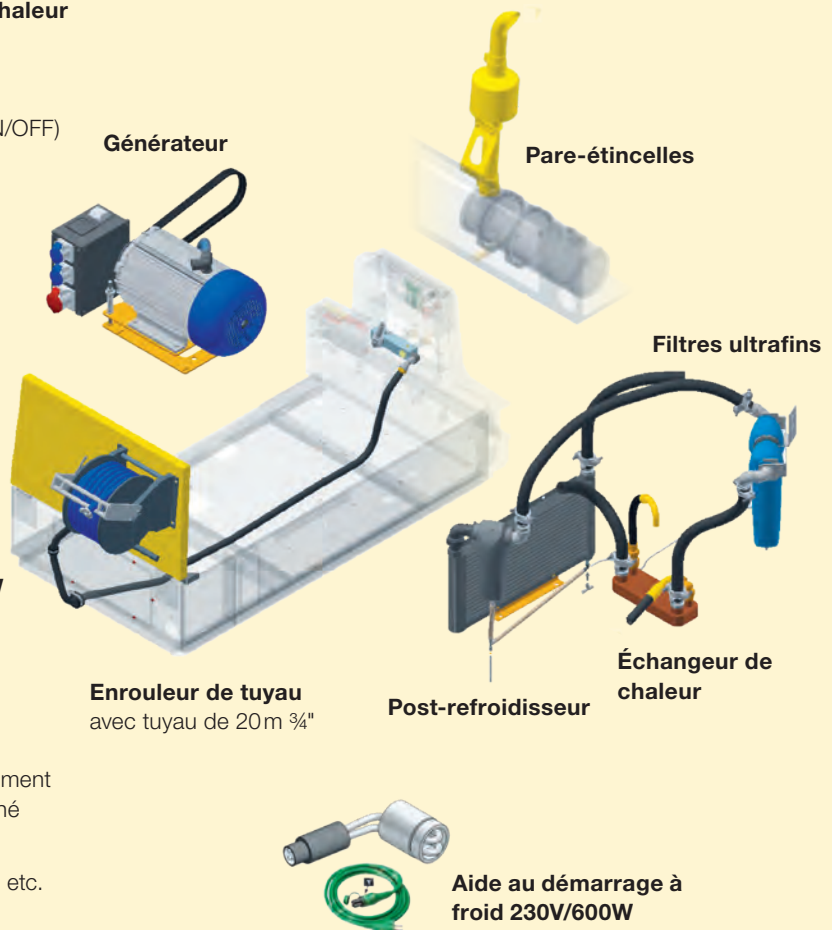 haleur
N/OFF)
Générateur
Pare-étincelles
Filtres ultrafins
Échangeur de
chaleur
Post-refroidisseur
Enrouleur de tuyau
avec tuyau de 20 m ¾"
ment
né
etc.
Aide au démarrage à
froid 230V/600W